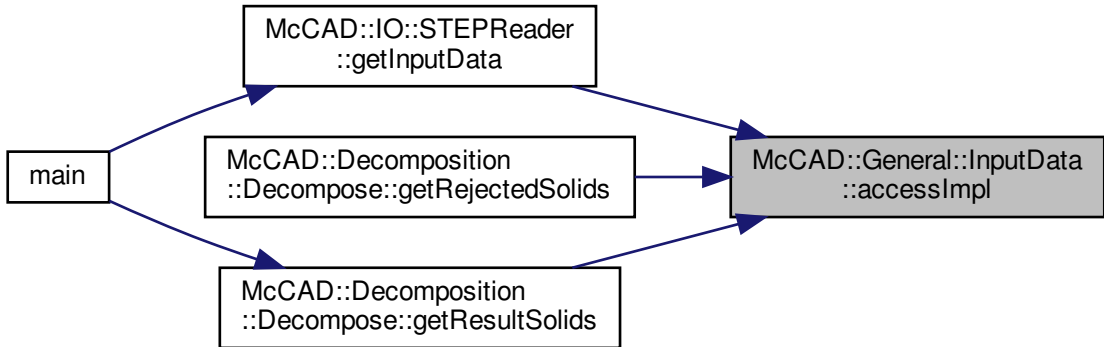 McCAD::IO::STEPReader
::getInputData
main
McCAD::Decomposition
::Decompose::getRejectedSolids
McCAD::General::InputData
::accessImpl
McCAD::Decomposition
::Decompose::getResultSolids